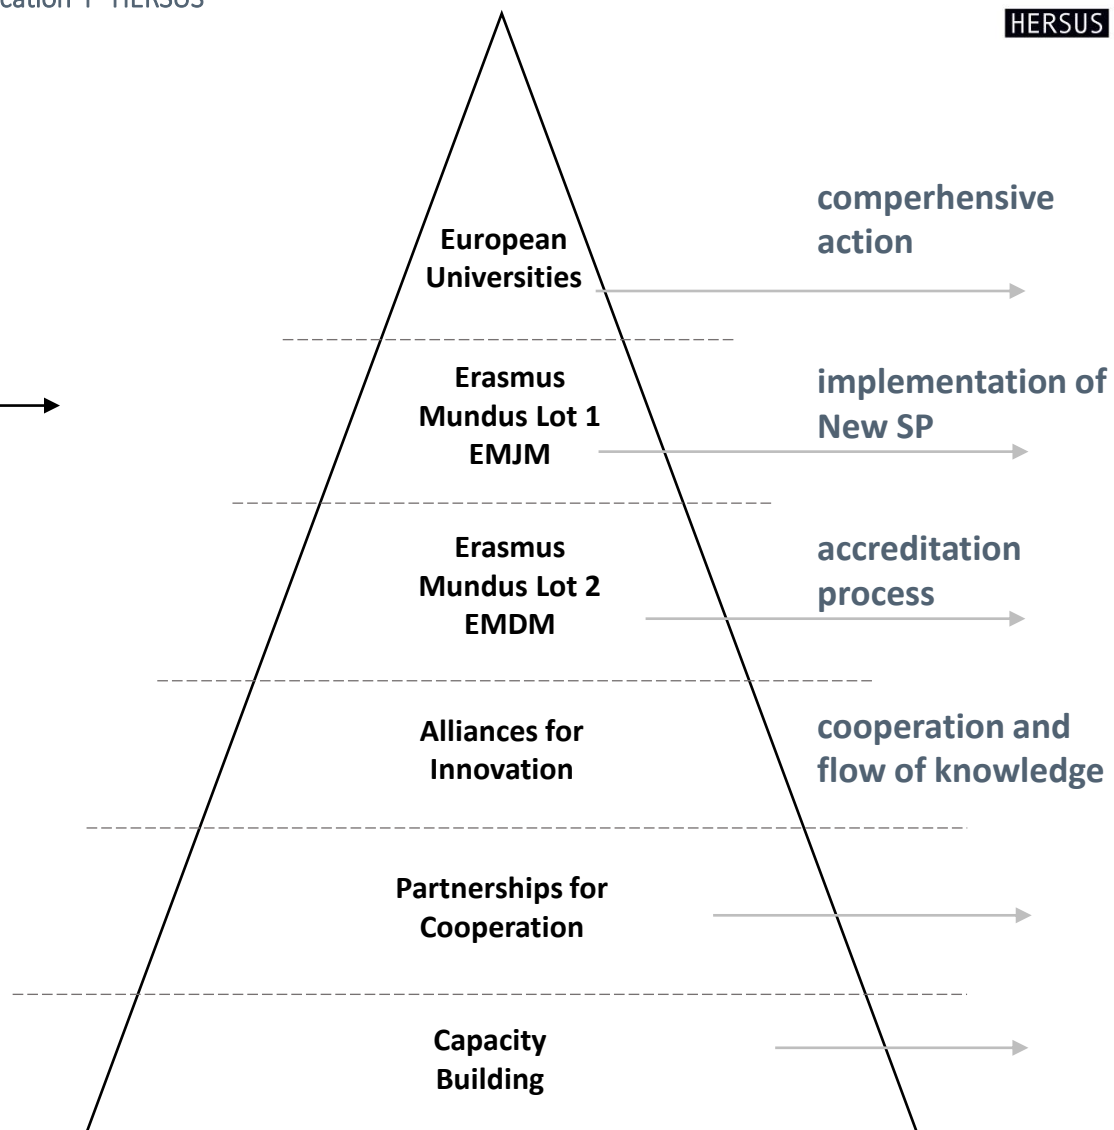 HERSUS
HERSUS
comperhensive
action
European
Universities
Erasmus
Mundus Lot 1
EMJM
implementation of
New SP
Erasmus
Mundus Lot 2
EMDM
accreditation
process
Alliances for
Innovation
cooperation and
flow of knowledge
Partnerships for
Cooperation
Capacity
Building